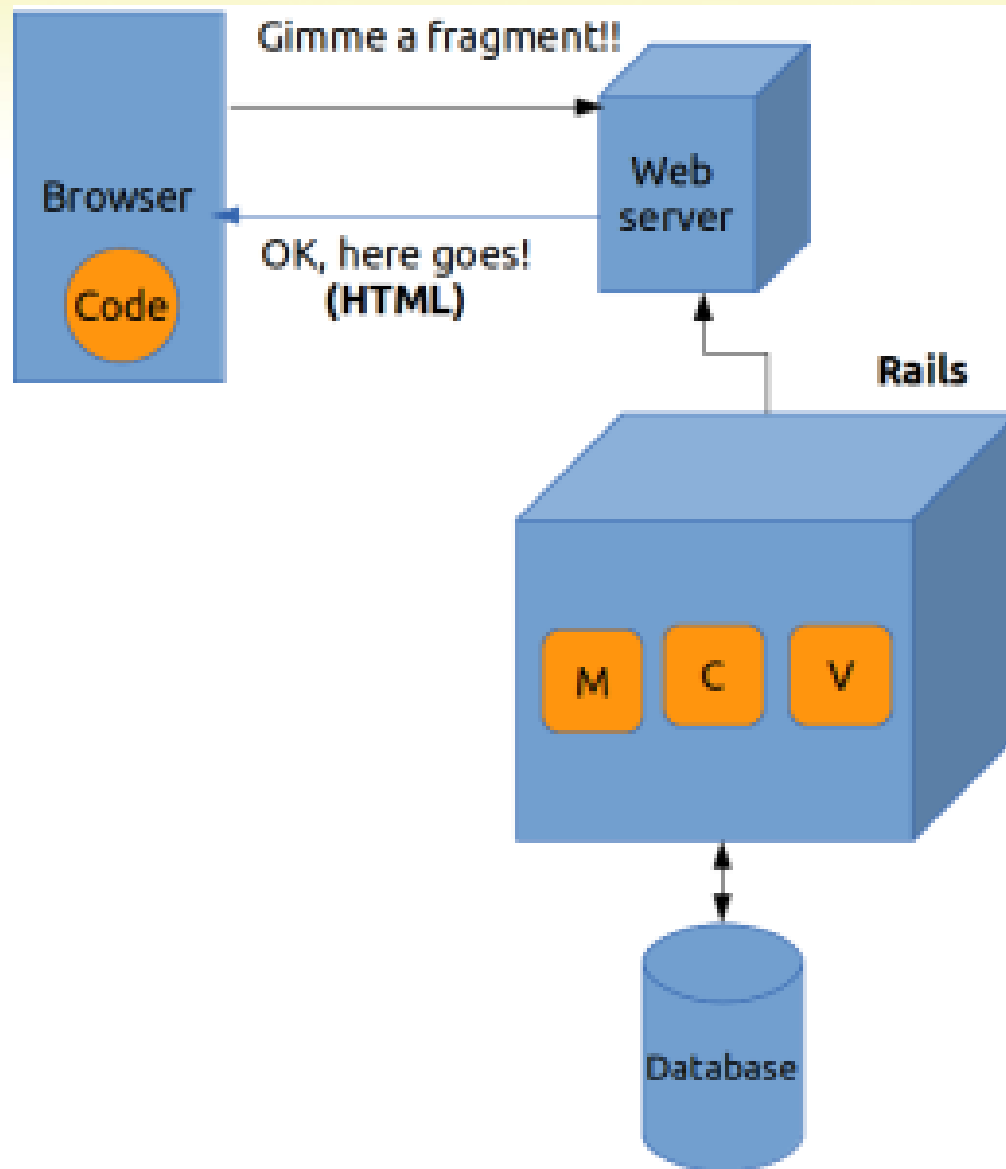 Gimme a fragment!!
Browser
Code
Web
server
OK, here goes!
(HTML)
Rails
M
C
V
Database